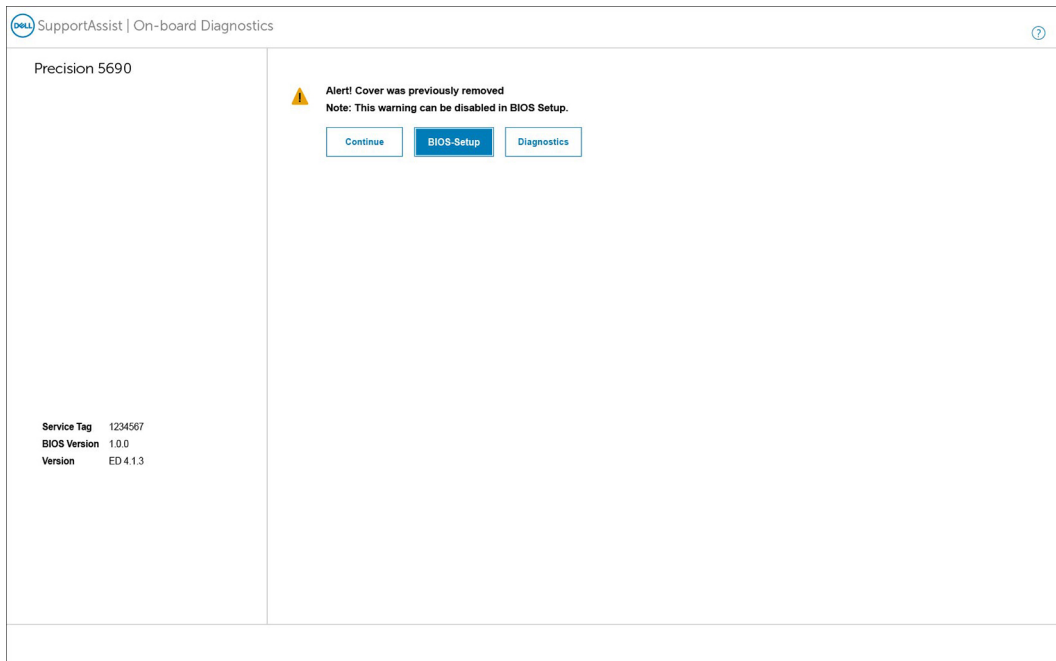 DELL SupportAssist | On-board Diagnostics
?
Precision 5690
Alert! Cover was previously removed
Note: This warning can be disabled in BIOS Setup.
Continue BIOS-Setup Diagnostics
Service Tag 1234567
BIOS Version 1.0.0
Version ED 4.1.3